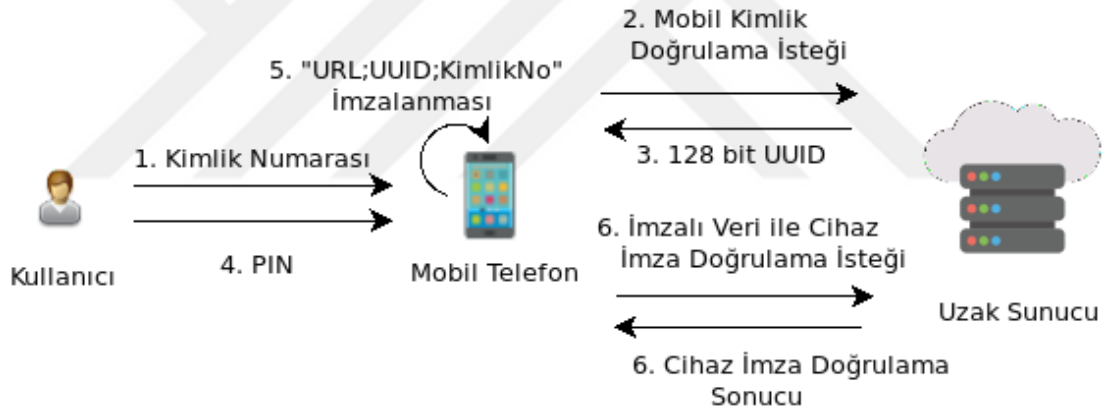 2. Mobil Kimlik
Doğrulama İsteği
5. "URL;UUID;KimlikNo"
İmzalanması
1. Kimlik Numarası
3. 128 bit UUID
4. PIN
6. İmzalı Veri ile Cihaz
İmza Doğrulama İsteği
Kullanıcı
Mobil Telefon
Uzak Sunucu
6. Cihaz İmza Doğrulama
Sonucu